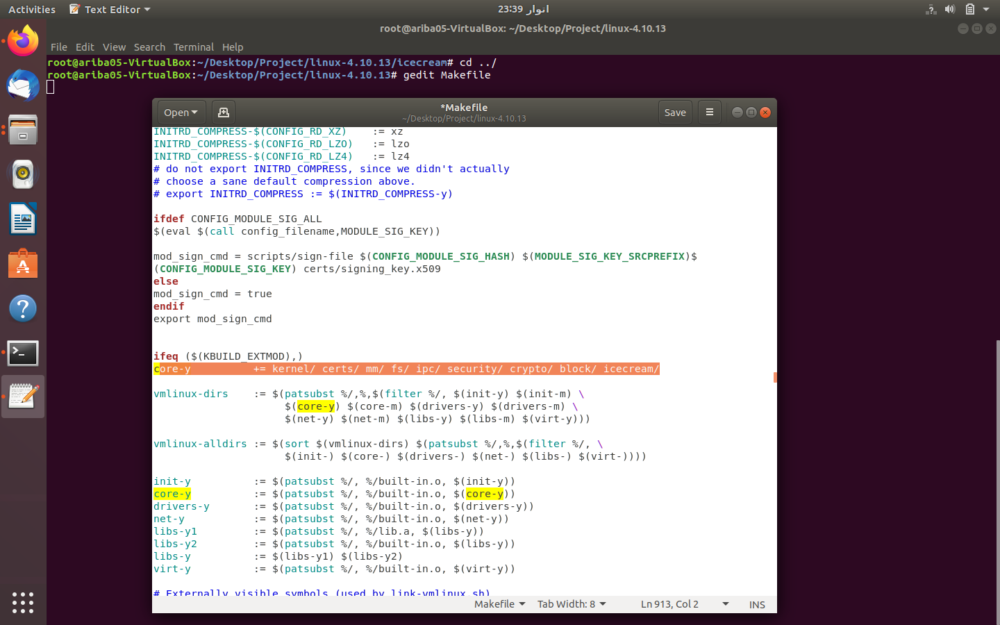 Activities Text Editor 23:39 اتوار
root@ariba05-VirtualBox: ~/Desktop/Project/linux-4.10.13
File Edit View Search Terminal Help
root@ariba05-VirtualBox:~/Desktop/Project/linux-4.10.13/icecream# cd ../
root@ariba05-VirtualBox:~/Desktop/Project/linux-4.10.13# gedit Makefile
Open *Makefile Save
~/Desktop/Project/linux-4.10.13
INITRD_COMPRESS-$(CONFIG_RD_XZ) := xz
INITRD_COMPRESS-$(CONFIG_RD_LZO) := lzo
INITRD_COMPRESS-$(CONFIG_RD_LZ4) := lz4
# do not export INITRD_COMPRESS, since we didn't actually
# choose a sane default compression above.
# export INITRD_COMPRESS := $(INITRD_COMPRESS-y)
ifdef CONFIG_MODULE_SIG_ALL
$(eval $(call config_filename,MODULE_SIG_KEY))
mod_sign_cmd = scripts/sign-file $(CONFIG_MODULE_SIG_HASH) $(MODULE_SIG_KEY_SRCPREFIX)$
(CONFIG_MODULE_SIG_KEY) certs/signing_key.x509
else
mod_sign_cmd = true
endif
export mod_sign_cmd
ifeq ($(KBUILD_EXTMOD),)
core-y += kernel/ certs/ mm/ fs/ ipc/ security/ crypto/ block/ icecream/
vmlinux-dirs := $(patsubst %/,%,$(filter %/, $(init-y) $(init-m) \
$(core-y) $(core-m) $(drivers-y) $(drivers-m) \
$(net-y) $(net-m) $(libs-y) $(libs-m) $(virt-y)))
vmlinux-alldirs := $(sort $(vmlinux-dirs) $(patsubst %/,%,$(filter %/, \
$(init-) $(core-) $(drivers-) $(net-) $(libs-) $(virt-))))
init-y := $(patsubst %/, %/built-in.o, $(init-y))
core-y := $(patsubst %/, %/built-in.o, $(core-y))
drivers-y := $(patsubst %/, %/built-in.o, $(drivers-y))
net-y := $(patsubst %/, %/built-in.o, $(net-y))
libs-y1 := $(patsubst %/, %/lib.a, $(libs-y))
libs-y2 := $(patsubst %/, %/built-in.o, $(libs-y))
libs-y := $(libs-y1) $(libs-y2)
virt-y := $(patsubst %/, %/built-in.o, $(virt-y))
# Externally visible symbols (used by link-vmlinux.sh)
Makefile Tab Width: 8 Ln 913, Col 2 INS